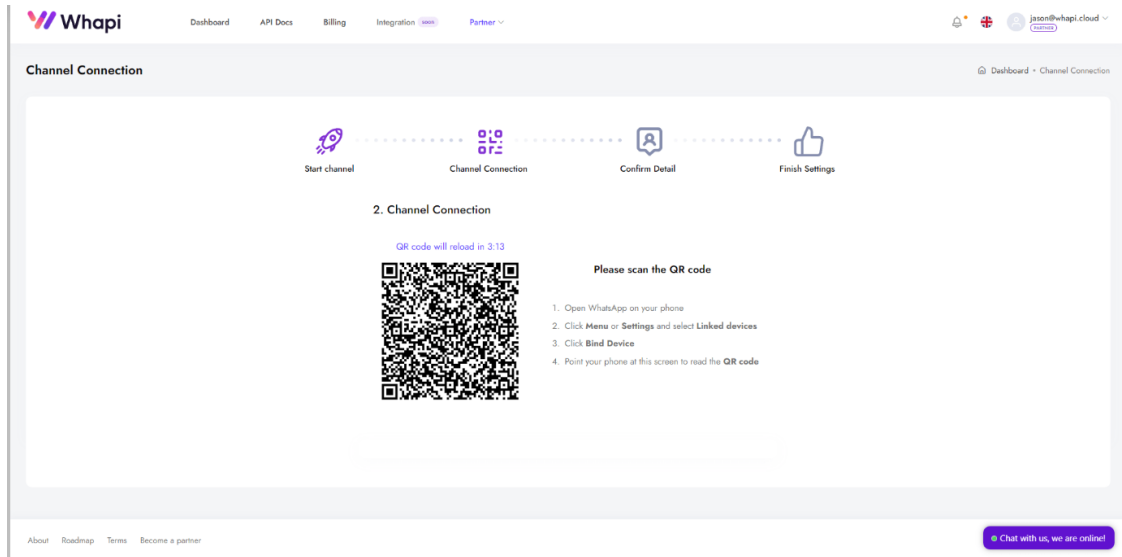 Whapi
Dashboard API Docs Billing Integration soon Partner
jason@whapi.cloud
PARTNER
Channel Connection
Dashboard • Channel Connection
Start channel Channel Connection Confirm Detail Finish Settings
2. Channel Connection
QR code will reload in 3:13
Please scan the QR code
1. Open WhatsApp on your phone
2. Click Menu or Settings and select Linked devices
3. Click Bind Device
4. Point your phone at this screen to read the QR code
About Roadmap Terms Become a partner
Chat with us, we are online!